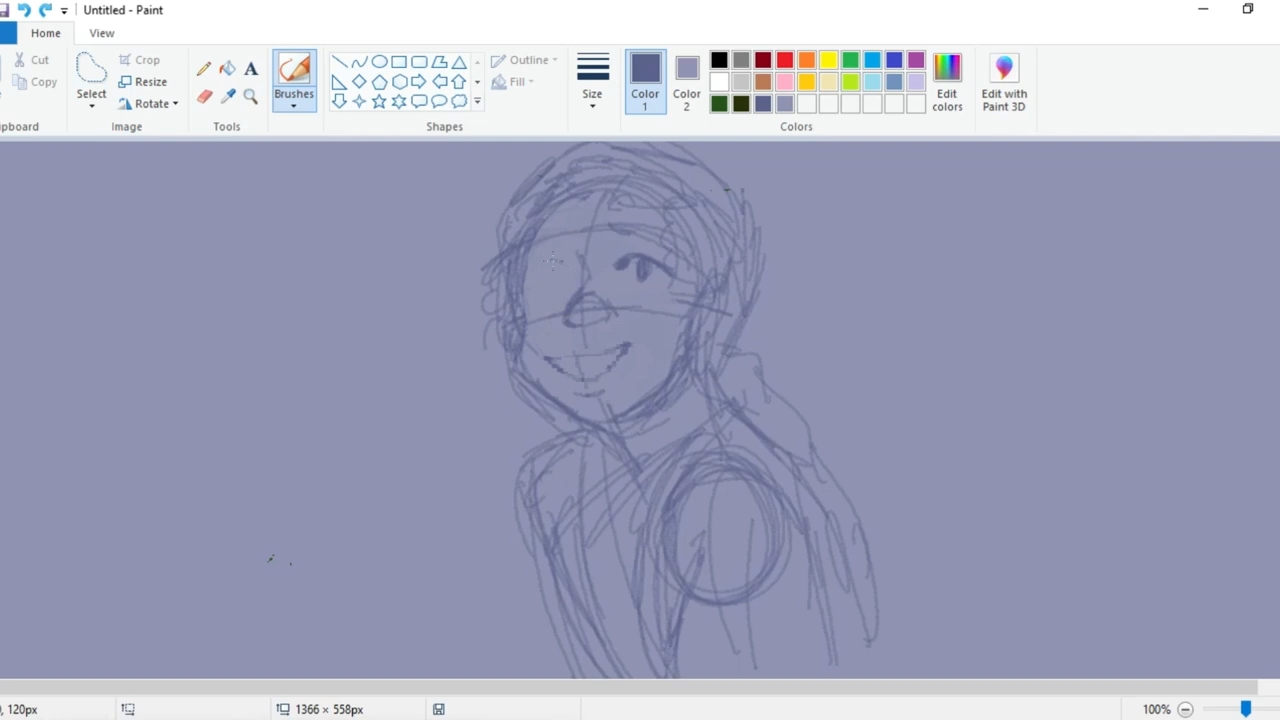 Untitled - Paint
Home View
Cut
Copy
pboard
Select
Crop
Resize
Rotate
Image
Tools
Brushes
Outline
Fill
Shapes
Size
Color 1
Color 2
Colors
Edit colors
Edit with Paint 3D
, 120px
1366 × 558px
100%